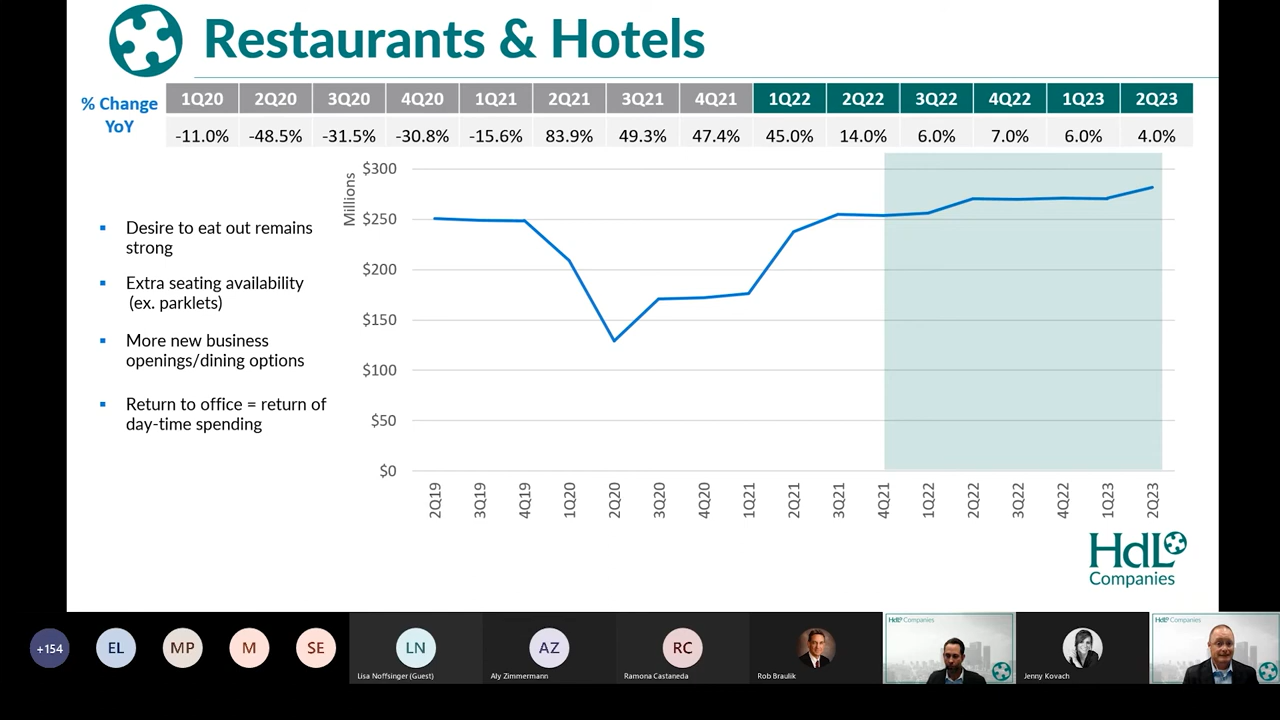 Restaurants & Hotels
% Change YoY
1Q20 2Q20 3Q20 4Q20 1Q21 2Q21 3Q21 4Q21 1Q22 2Q22 3Q22 4Q22 1Q23 2Q23
-11.0% -48.5% -31.5% -30.8% -15.6% 83.9% 49.3% 47.4% 45.0% 14.0% 6.0% 7.0% 6.0% 4.0%
Desire to eat out remains
strong
Extra seating availability
(ex. parklets)
More new business
openings/dining options
Return to office = return of
day-time spending
Millions
$300
$250
$200
$150
$100
$50
$0
2Q19 3Q19 4Q19 1Q20 2Q20 3Q20 4Q20 1Q21 2Q21 3Q21 4Q21 1Q22 2Q22 3Q22 4Q22 1Q23 2Q23
HdL
Companies
+154 EL MP M SE LN AZ RC
Lisa Noffsinger (Guest) Aly Zimmermann Ramona Castaneda Rob Braulik Jenny Kovach
HdL Companies
HdL Companies